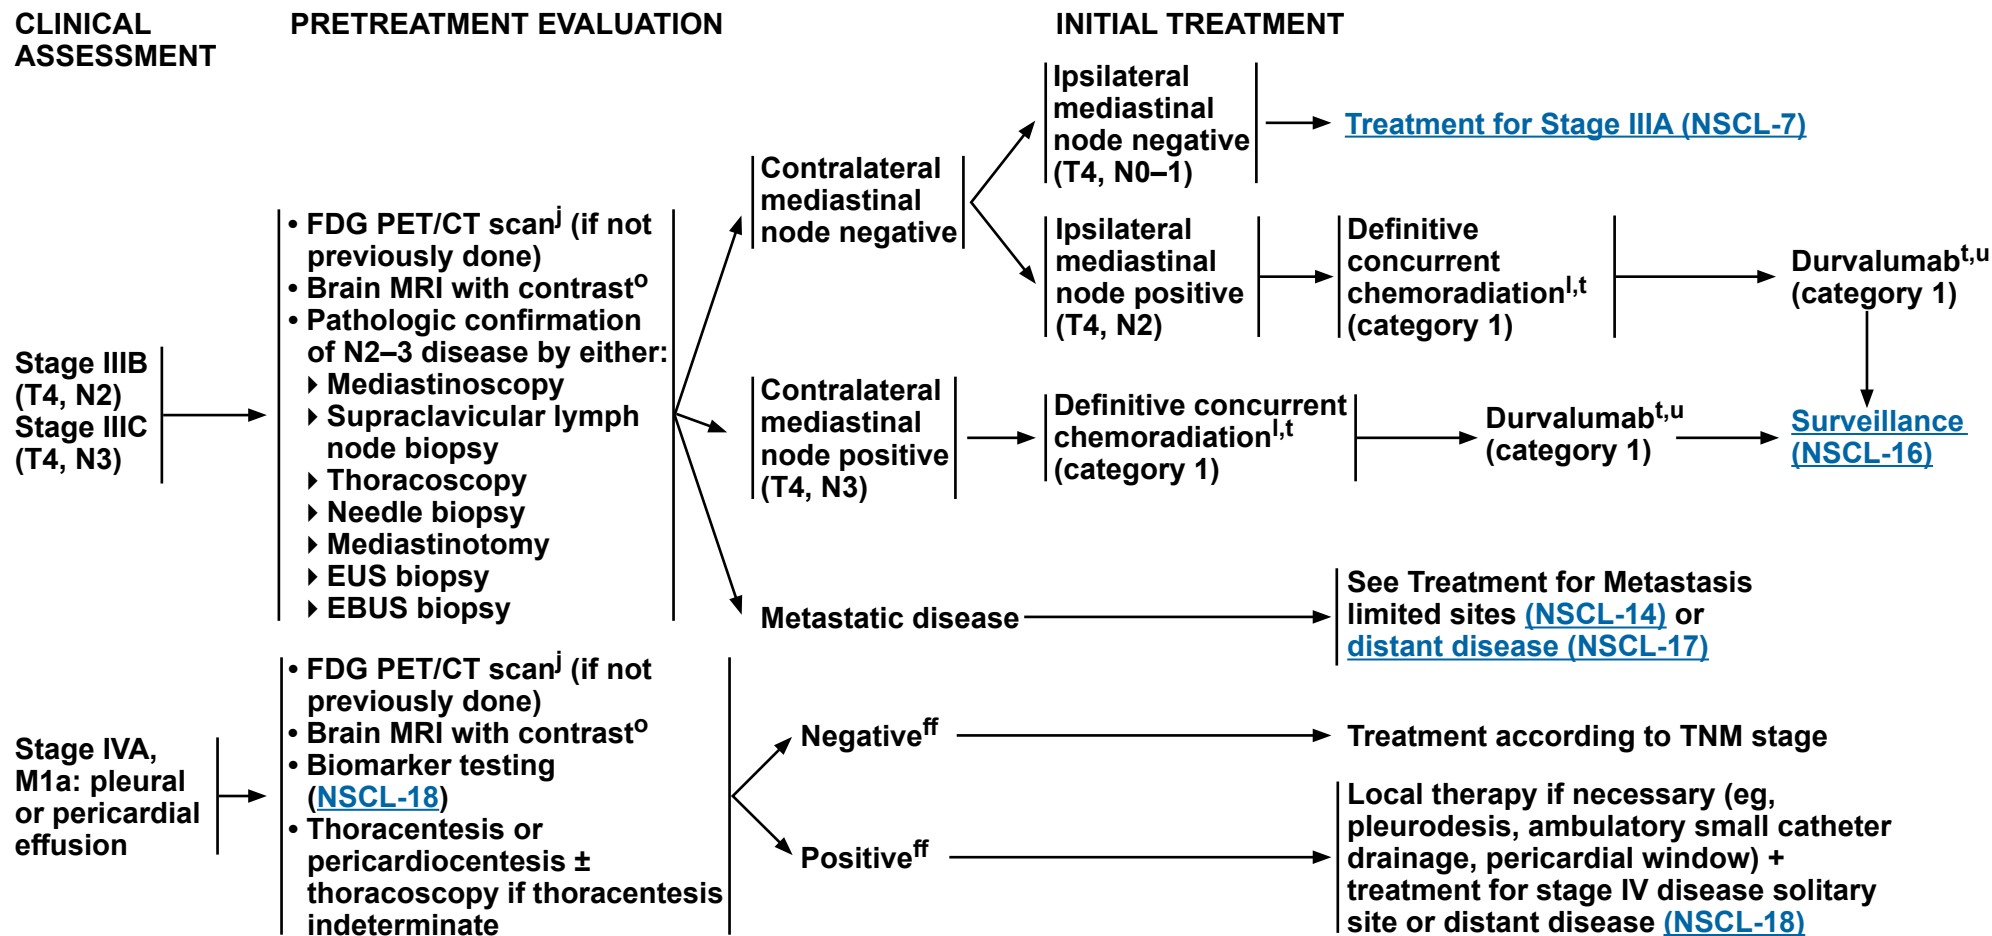 CLINICAL
ASSESSMENT
PRETREATMENT EVALUATION
INITIAL TREATMENT
Stage IIIB
(T4, N2)
Stage IIIC
(T4, N3)
• FDG PET/CT scanj (if not
previously done)
• Brain MRI with contrasto
• Pathologic confirmation
of N2–3 disease by either:
Mediastinoscopy
Supraclavicular lymph
node biopsy
Thoracoscopy
Needle biopsy
Mediastinotomy
EUS biopsy
EBUS biopsy
Contralateral
mediastinal
node negative
Ipsilateral
mediastinal
node negative
(T4, N0–1)
Treatment for Stage IIIA (NSCL-7)
Ipsilateral
mediastinal
node positive
(T4, N2)
Definitive
concurrent
chemoradiationl,t
(category 1)
Durvalumabt,u
(category 1)
Contralateral
mediastinal
node positive
(T4, N3)
Definitive concurrent
chemoradiationl,t
(category 1)
Durvalumabt,u
(category 1)
Surveillance
(NSCL-16)
Metastatic disease
See Treatment for Metastasis
limited sites (NSCL-14) or
distant disease (NSCL-17)
Stage IVA,
M1a: pleural
or pericardial
effusion
• FDG PET/CT scanj (if not
previously done)
• Brain MRI with contrasto
• Biomarker testing
(NSCL-18)
• Thoracentesis or
pericardiocentesis ±
thoracoscopy if thoracentesis
indeterminate
Negativeff
Treatment according to TNM stage
Positiveff
Local therapy if necessary (eg,
pleurodesis, ambulatory small catheter
drainage, pericardial window) +
treatment for stage IV disease solitary
site or distant disease (NSCL-18)